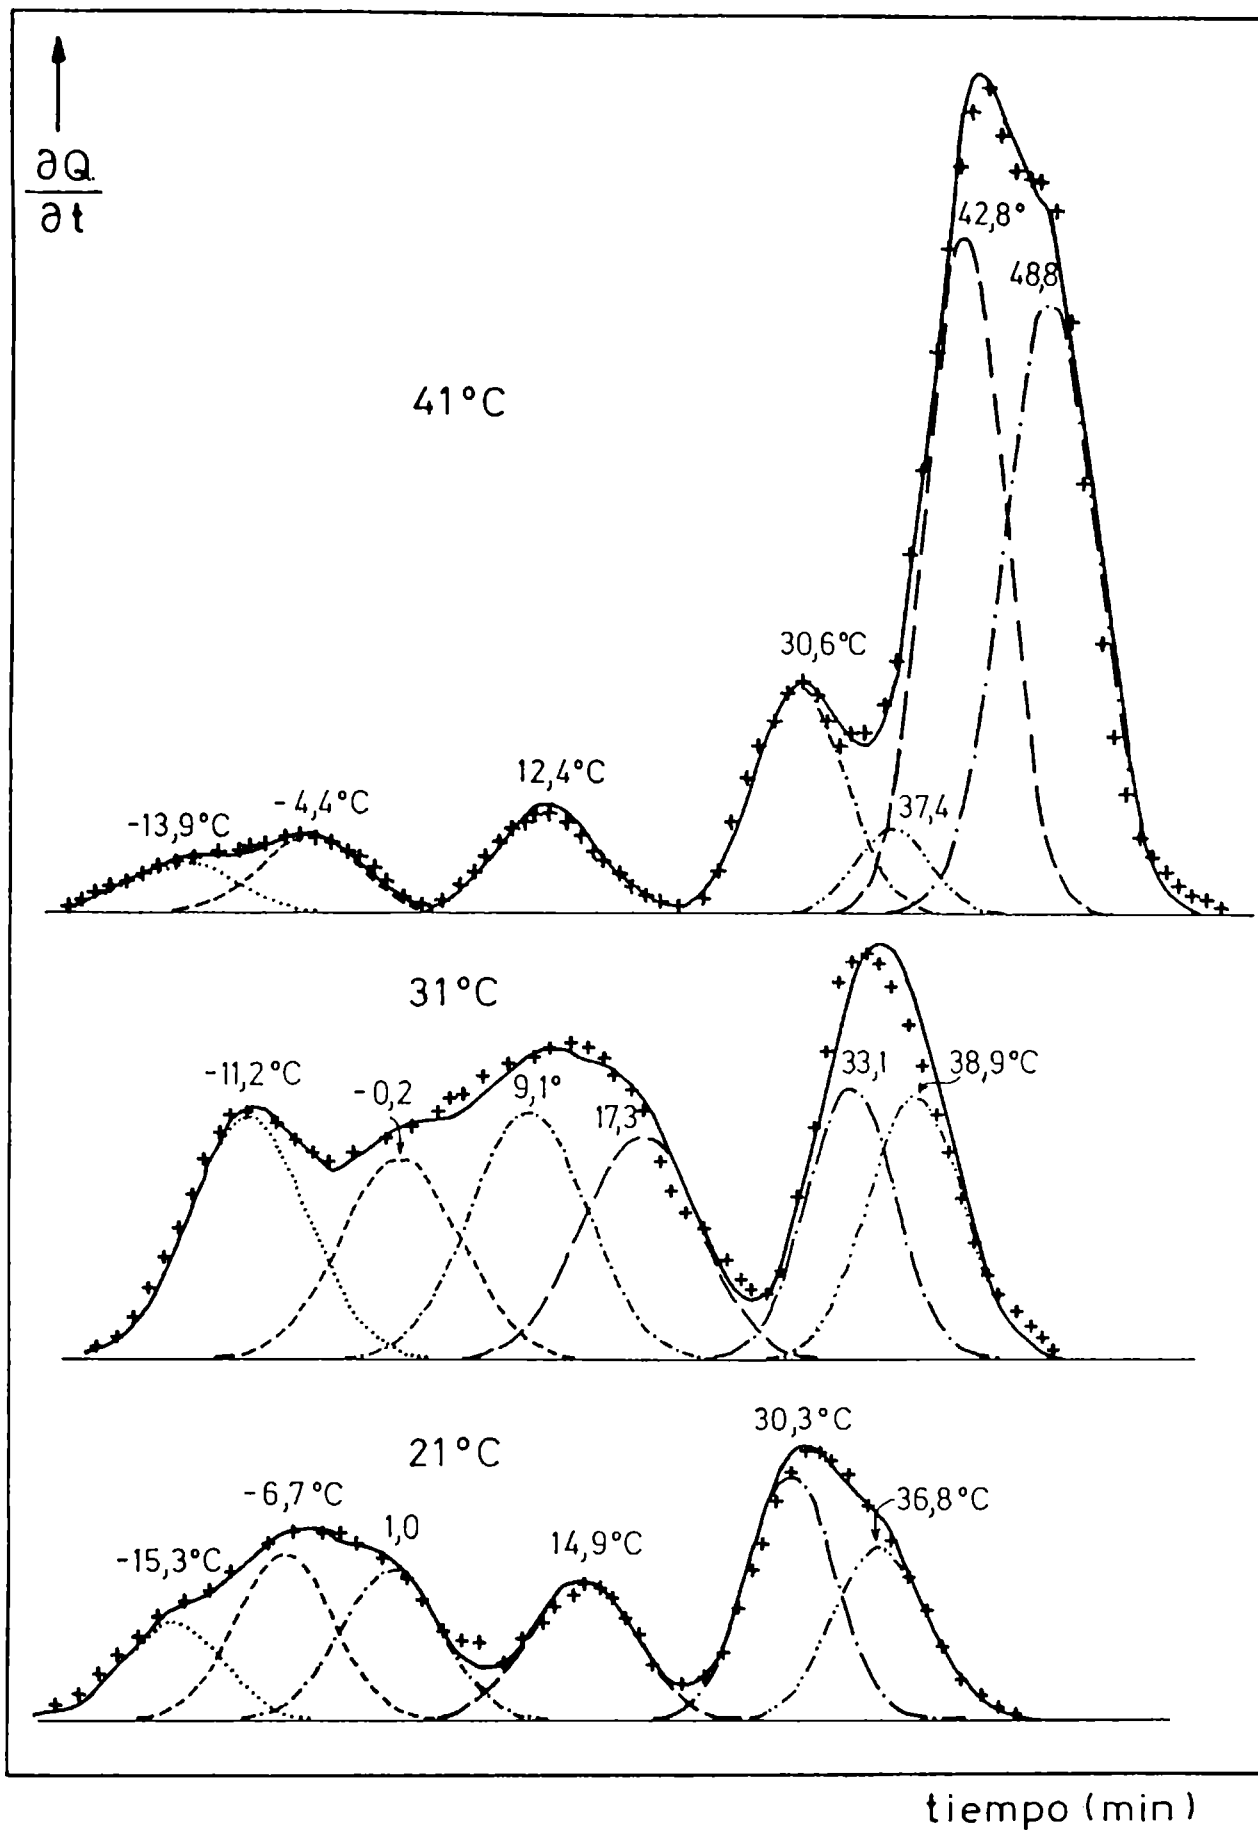 ∂Q
∂t
42,8°
48,8
41°C
30,6°C
12,4°C
-4,4°C
-13,9°C
37,4
31°C
-11,2°C
-0,2
9,1°
17,3
33,1
38,9°C
21°C
30,3°C
-6,7°C
1,0
14,9°C
36,8°C
-15,3°C
tiempo (min)